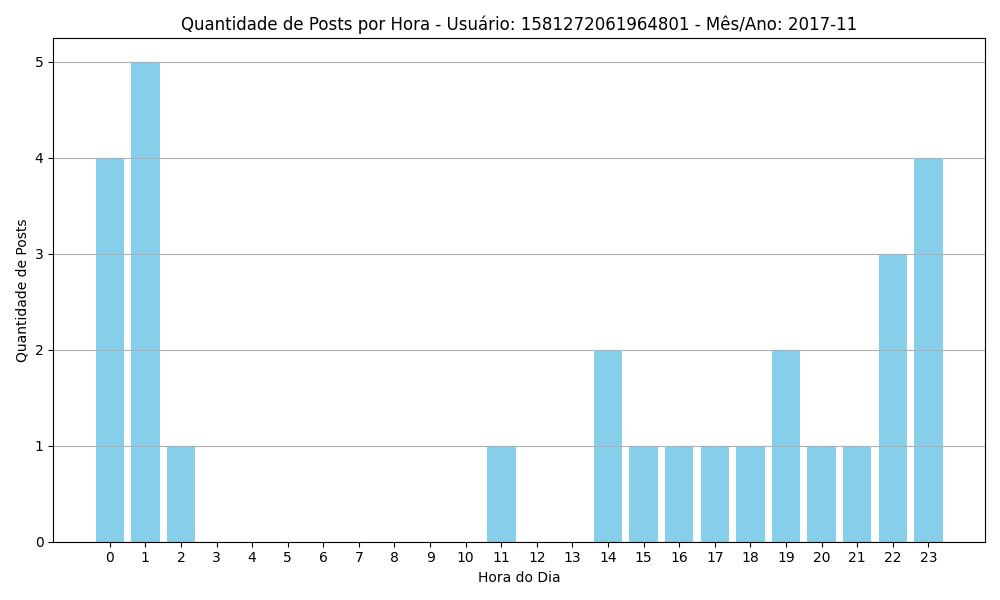 Quantidade de Posts por Hora - Usuário: 1581272061964801 - Mês/Ano: 2017-11
Quantidade de Posts
5
4
3
2
1
0
0 1 2 3 4 5 6 7 8 9 10 11 12 13 14 15 16 17 18 19 20 21 22 23
Hora do Dia